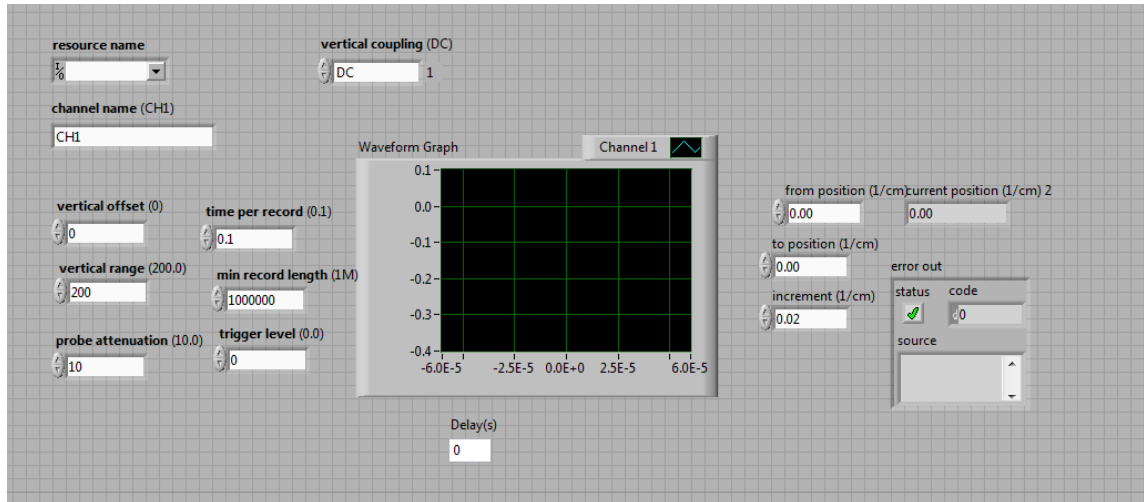 resource name
vertical coupling (DC)
I/O
DC
1
channel name (CH1)
CH1
Waveform Graph
Channel 1
0.1
0.0
-0.1
-0.2
-0.3
-0.4
-6.0E-5
-2.5E-5
0.0E+0
2.5E-5
6.0E-5
vertical offset (0)
0
time per record (0.1)
0.1
vertical range (200.0)
200
min record length (1M)
1000000
probe attenuation (10.0)
10
trigger level (0.0)
0
Delay(s)
0
from position (1/cm)
0.00
current position (1/cm) 2
0.00
to position (1/cm)
0.00
increment (1/cm)
0.02
error out
status
code
d0
source